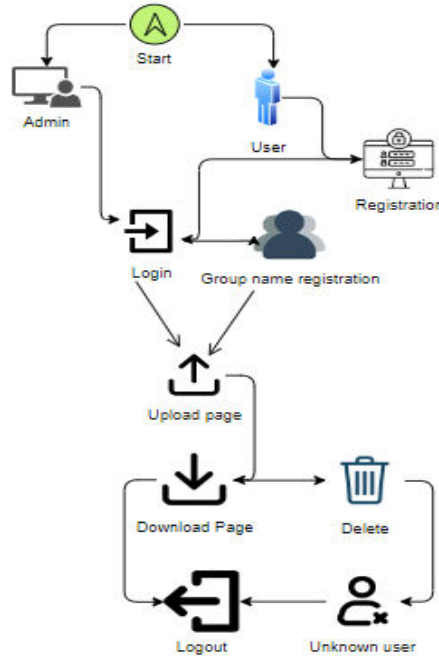 Start
Admin
User
Registration
Login
Group name registration
Upload page
Download Page
Delete
Logout
Unknown user